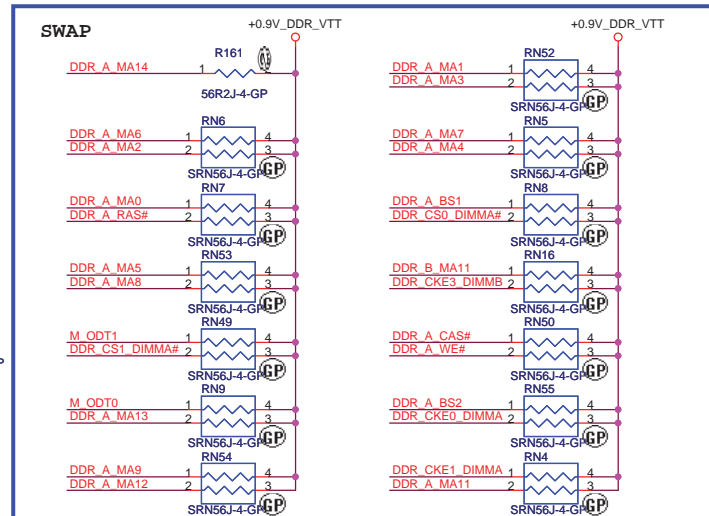 SWAP
+0.9V_DDR_VTT
R161
DDR_A_MA14 1 2
56R2J-4-GP
RN6
DDR_A_MA6 1 4
DDR_A_MA2 2 3
SRN56J-4-GP GP
RN7
DDR_A_MA0 1 4
DDR_A_RAS# 2 3
SRN56J-4-GP GP
RN53
DDR_A_MA5 1 4
DDR_A_MA8 2 3
SRN56J-4-GP GP
RN49
M_ODT1 1 4
DDR_CS1_DIMMA# 2 3
SRN56J-4-GP GP
RN9
M_ODT0 1 4
DDR_A_MA13 2 3
SRN56J-4-GP GP
RN54
DDR_A_MA9 1 4
DDR_A_MA12 2 3
SRN56J-4-GP GP
+0.9V_DDR_VTT
RN52
DDR_A_MA1 1 4
DDR_A_MA3 2 3
SRN56J-4-GP GP
RN5
DDR_A_MA7 1 4
DDR_A_MA4 2 3
SRN56J-4-GP GP
RN8
DDR_A_BS1 1 4
DDR_CS0_DIMMA# 2 3
SRN56J-4-GP GP
RN16
DDR_B_MA11 1 4
DDR_CKE3_DIMMB 2 3
SRN56J-4-GP GP
RN50
DDR_A_CAS# 1 4
DDR_A_WE# 2 3
SRN56J-4-GP GP
RN55
DDR_A_BS2 1 4
DDR_CKE0_DIMMA 2 3
SRN56J-4-GP GP
RN4
DDR_CKE1_DIMMA 1 4
DDR_A_MA11 2 3
SRN56J-4-GP GP